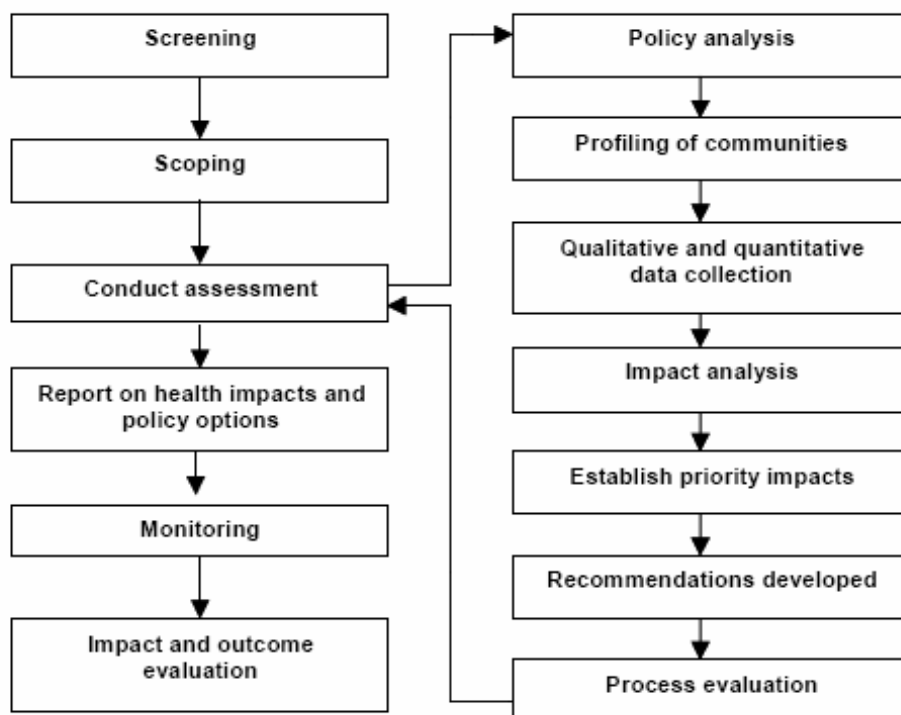 Screening
Scoping
Conduct assessment
Report on health impacts and
policy options
Monitoring
Impact and outcome
evaluation
Policy analysis
Profiling of communities
Qualitative and quantitative
data collection
Impact analysis
Establish priority impacts
Recommendations developed
Process evaluation